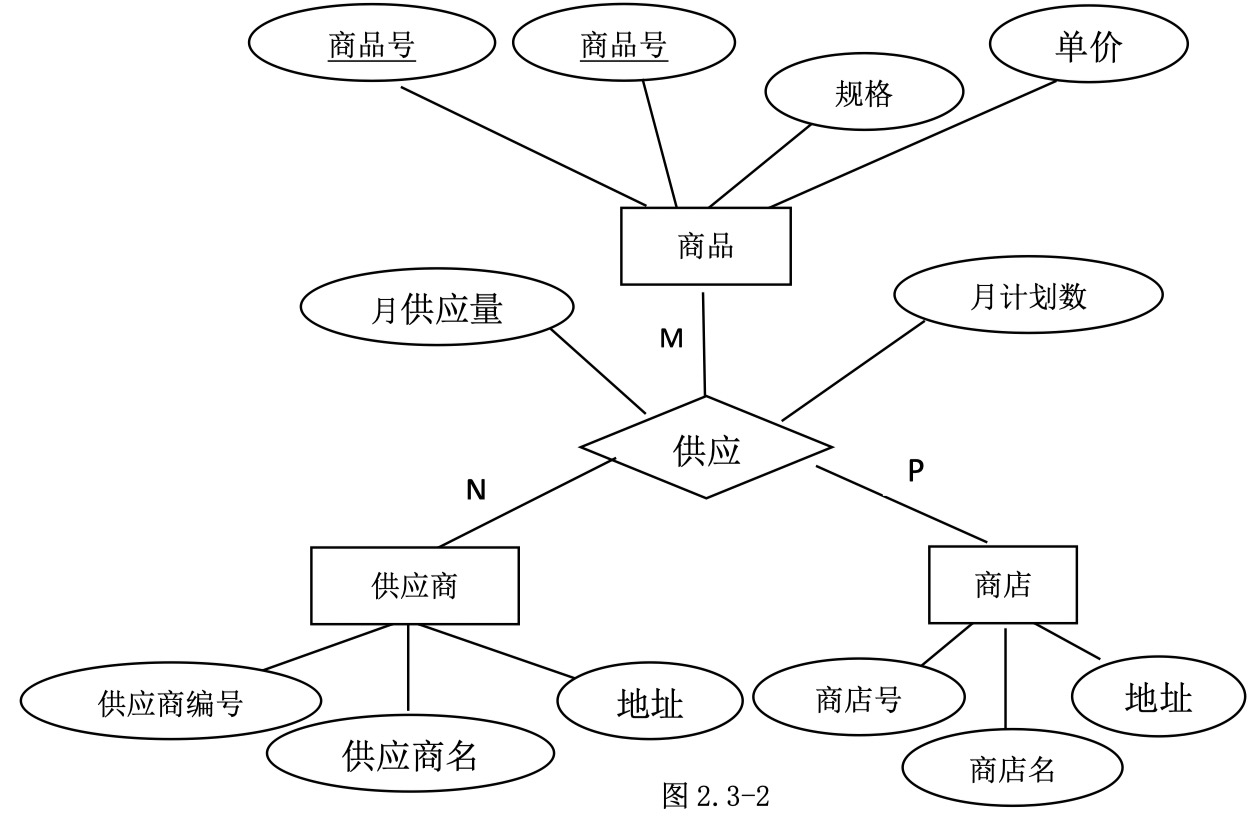 商品号
商品号
规格
单价
商品
月供应量
月计划数
M
供应
N
P
供应商
商店
供应商编号
供应商名
地址
商店号
商店名
地址
图 2.3-2